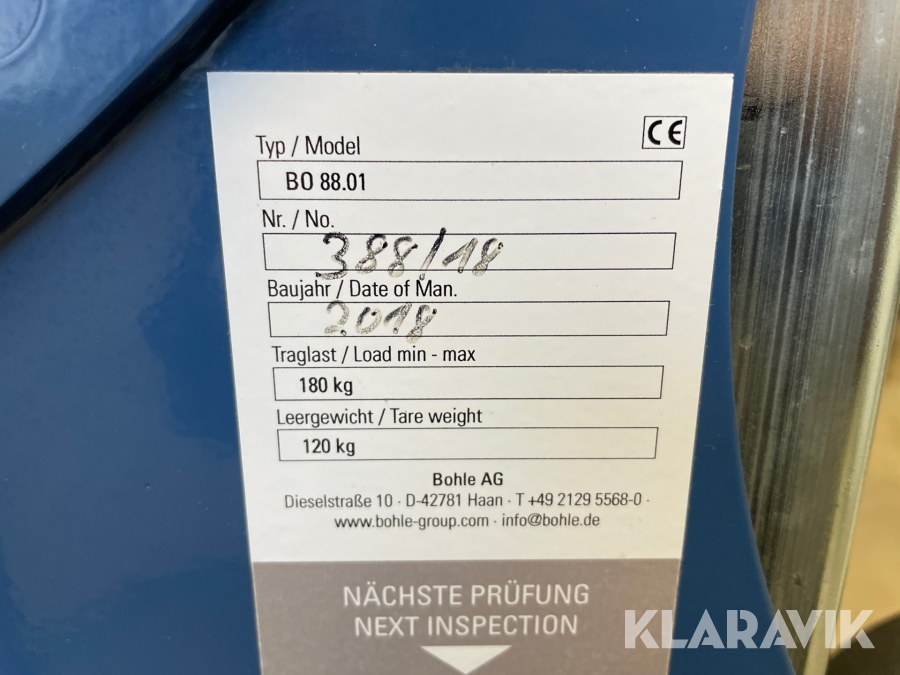 Typ / Model
CE
BO 88.01
Nr. / No.
388/18
Baujahr / Date of Man.
2018
Traglast / Load min - max
180 kg
Leergewicht / Tare weight
120 kg
Bohle AG
Dieselstraße 10 · D-42781 Haan · T +49 2129 5568-0 ·
www.bohle-group.com · info@bohle.de
NÄCHSTE PRÜFUNG
NEXT INSPECTION
KLARAVIK